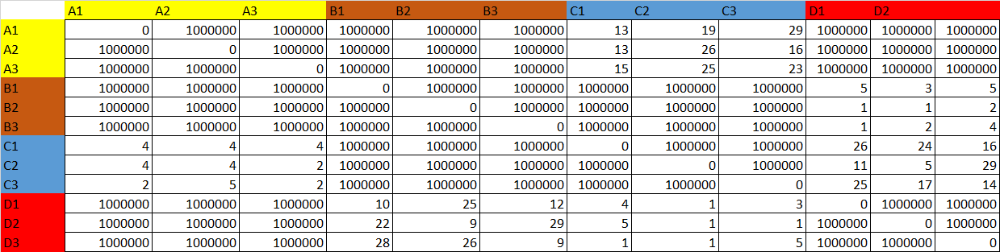 A1 A2 A3 B1 B2 B3 C1 C2 C3 D1 D2
A1 0 1000000 1000000 1000000 1000000 1000000 13 19 29 1000000 1000000 1000000
A2 1000000 0 1000000 1000000 1000000 1000000 13 26 16 1000000 1000000 1000000
A3 1000000 1000000 0 1000000 1000000 1000000 15 25 23 1000000 1000000 1000000
B1 1000000 1000000 1000000 0 1000000 1000000 1000000 1000000 1000000 5 3 5
B2 1000000 1000000 1000000 1000000 0 1000000 1000000 1000000 1000000 1 1 2
B3 1000000 1000000 1000000 1000000 1000000 0 1000000 1000000 1000000 1 2 4
C1 4 4 4 1000000 1000000 1000000 0 1000000 1000000 26 24 16
C2 4 4 2 1000000 1000000 1000000 1000000 0 1000000 11 5 29
C3 2 5 2 1000000 1000000 1000000 1000000 1000000 0 25 17 14
D1 1000000 1000000 1000000 10 25 12 4 1 3 0 1000000 1000000
D2 1000000 1000000 1000000 22 9 29 5 1 1 1000000 0 1000000
D3 1000000 1000000 1000000 28 26 9 1 1 5 1000000 1000000 0